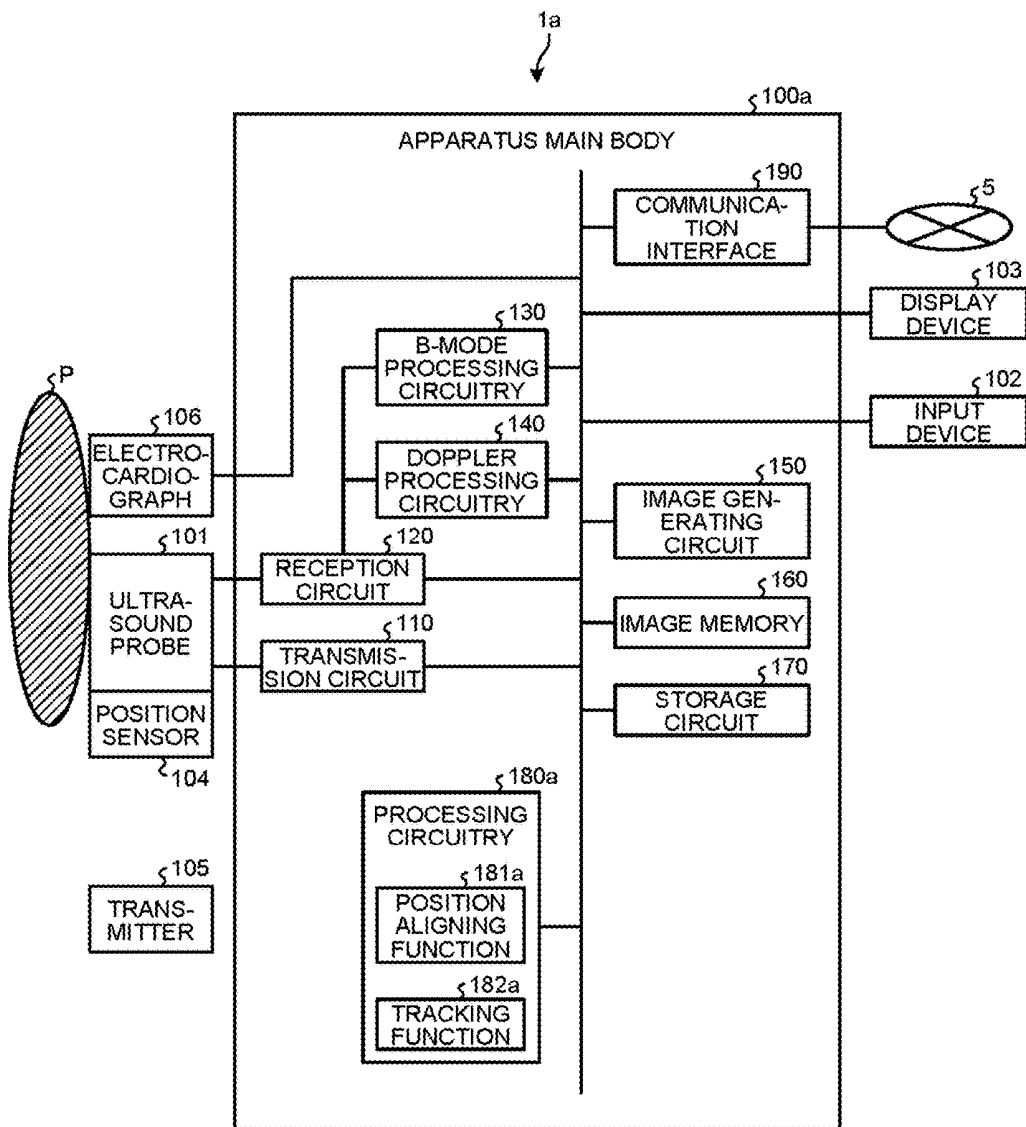 1a
100a
APPARATUS MAIN BODY
190
COMMUNICA-
TION
INTERFACE
5
103
DISPLAY
DEVICE
130
B-MODE
PROCESSING
CIRCUITRY
102
INPUT
DEVICE
P
106
ELECTRO-
CARDIO-
GRAPH
140
DOPPLER
PROCESSING
CIRCUITRY
150
IMAGE GEN-
ERATING
CIRCUIT
101
ULTRA-
SOUND
PROBE
120
RECEPTION
CIRCUIT
160
IMAGE MEMORY
110
TRANSMIS-
SION CIRCUIT
170
STORAGE
CIRCUIT
POSITION
SENSOR
104
180a
PROCESSING
CIRCUITRY
105
TRANS-
MITTER
181a
POSITION
ALIGNING
FUNCTION
182a
TRACKING
FUNCTION